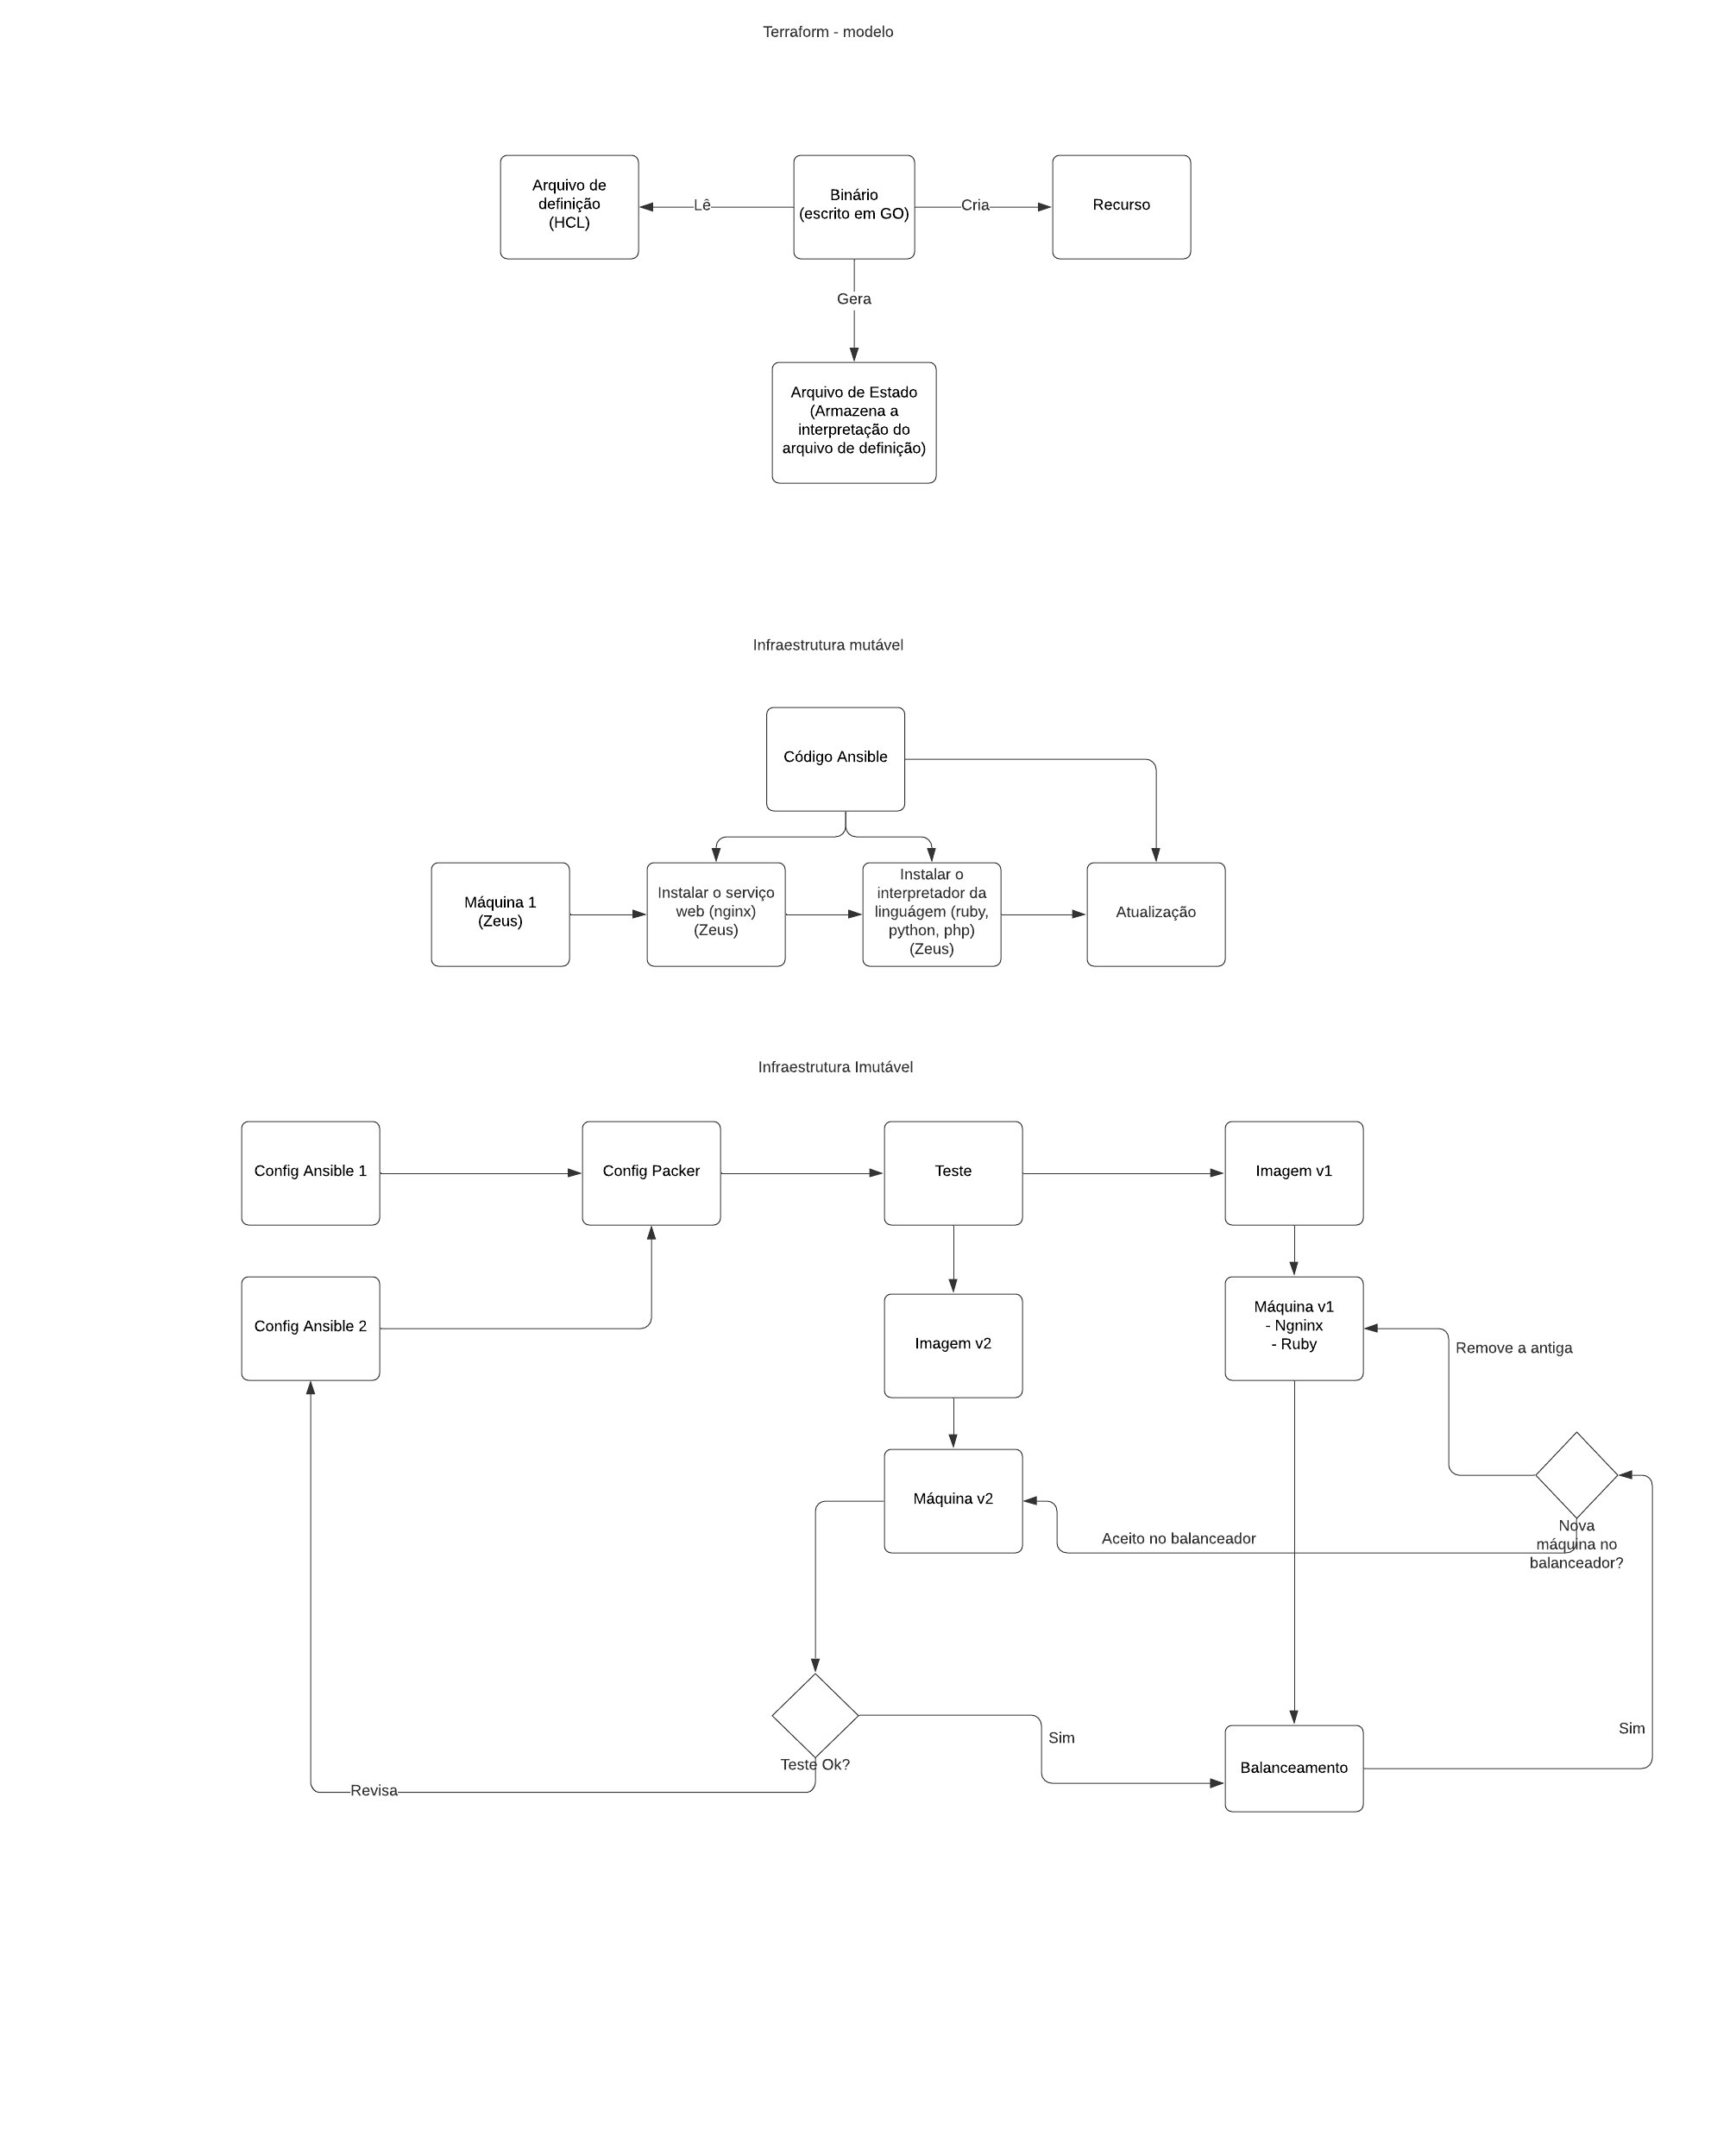 Terraform - modelo
Arquivo de
definição
(HCL)
Lê
Binário
(escrito em GO)
Cria
Recurso
Gera
Arquivo de Estado
(Armazena a
interpretação do
arquivo de definição)
Infraestrutura mutável
Código Ansible
Máquina 1
(Zeus)
Instalar o serviço
web (nginx)
(Zeus)
Instalar o
interpretador da
linguágem (ruby,
python, php)
(Zeus)
Atualização
Infraestrutura Imutável
Config Ansible 1
Config Packer
Teste
Imagem v1
Config Ansible 2
Imagem v2
Máquina v1
- Ngninx
- Ruby
Remove a antiga
Máquina v2
Aceito no balanceador
Nova
máquina no
balanceador?
Teste Ok?
Sim
Balanceamento
Sim
Revisa